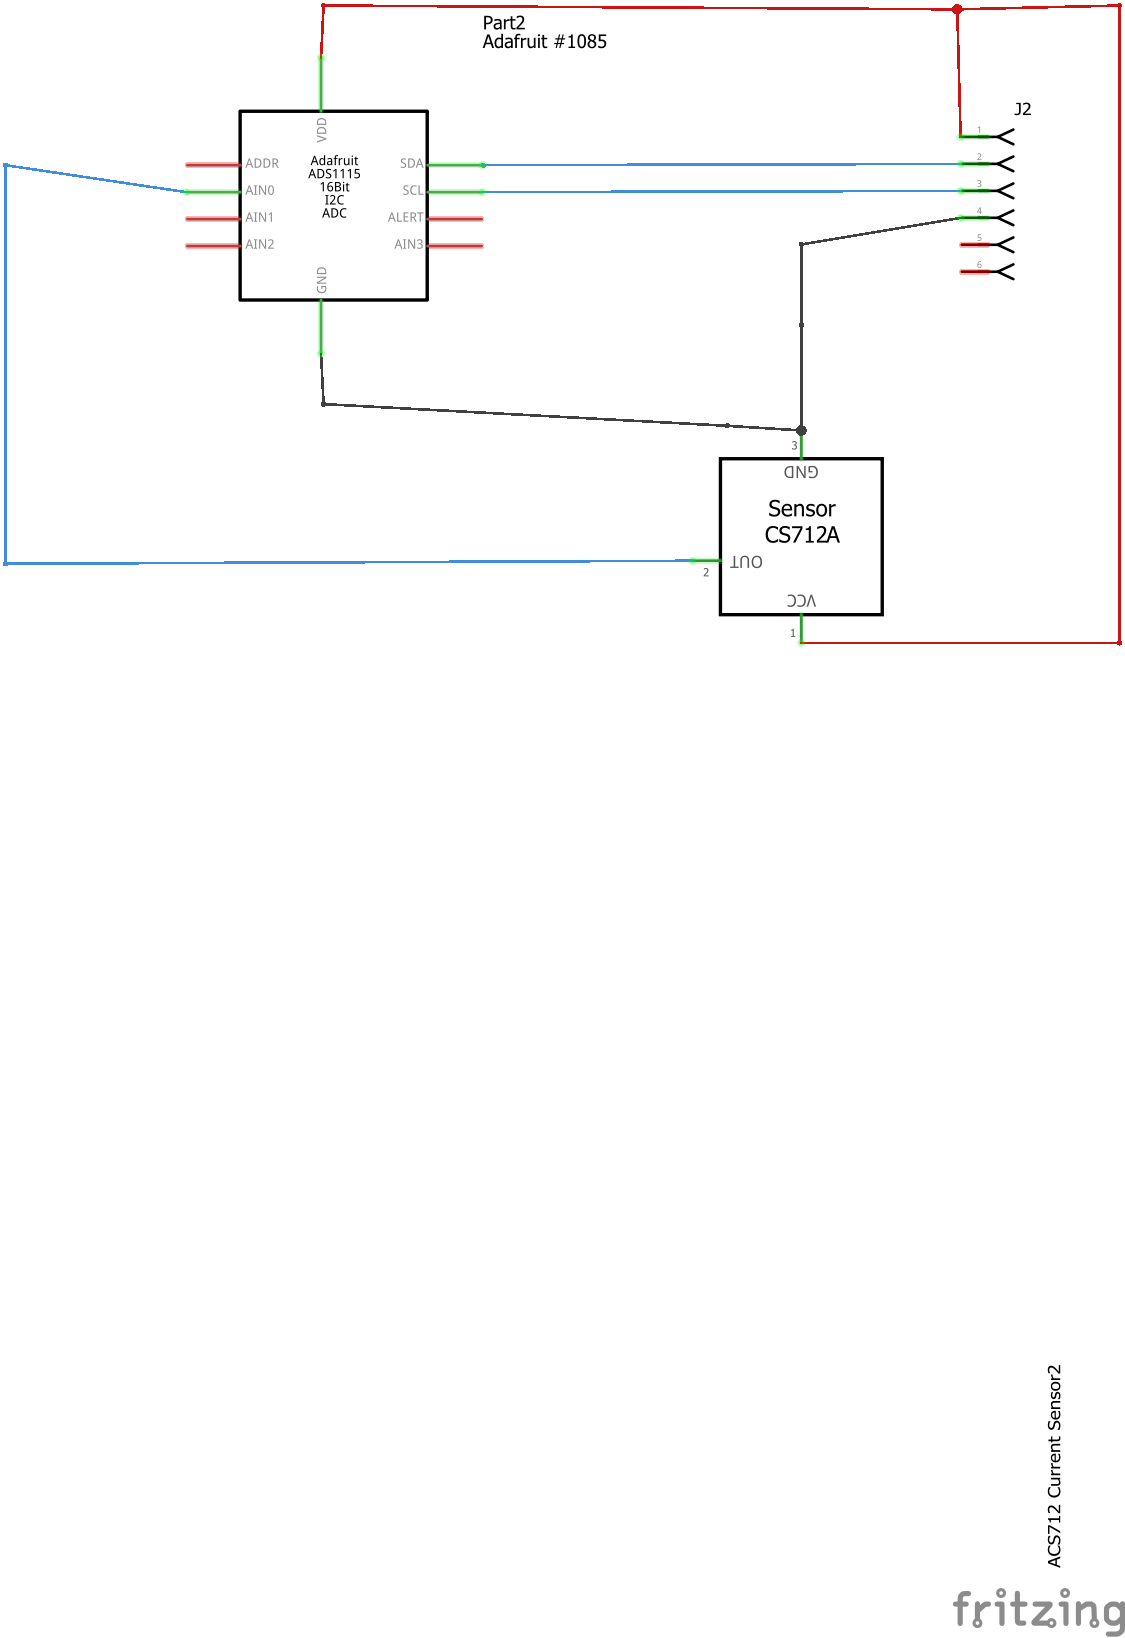 Part2
Adafruit #1085
J2
VDD
Adafruit
ADS1115
16Bit
I2C
ADC
ADDR
AIN0
AIN1
AIN2
SDA
SCL
ALERT
AIN3
GND
1
2
3
4
5
6
3
GND
Sensor
CS712A
OUT
2
VCC
1
ACS712 Current Sensor2
fritzing